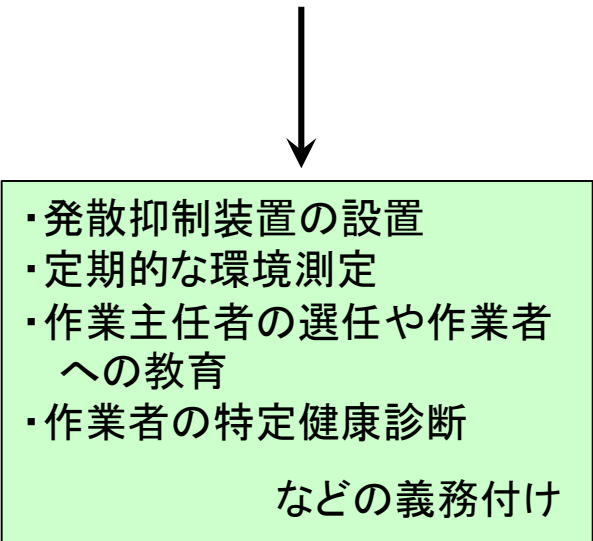 ・発散抑制装置の設置
・定期的な環境測定
・作業主任者の選任や作業者
への教育
・作業者の特定健康診断
などの義務付け